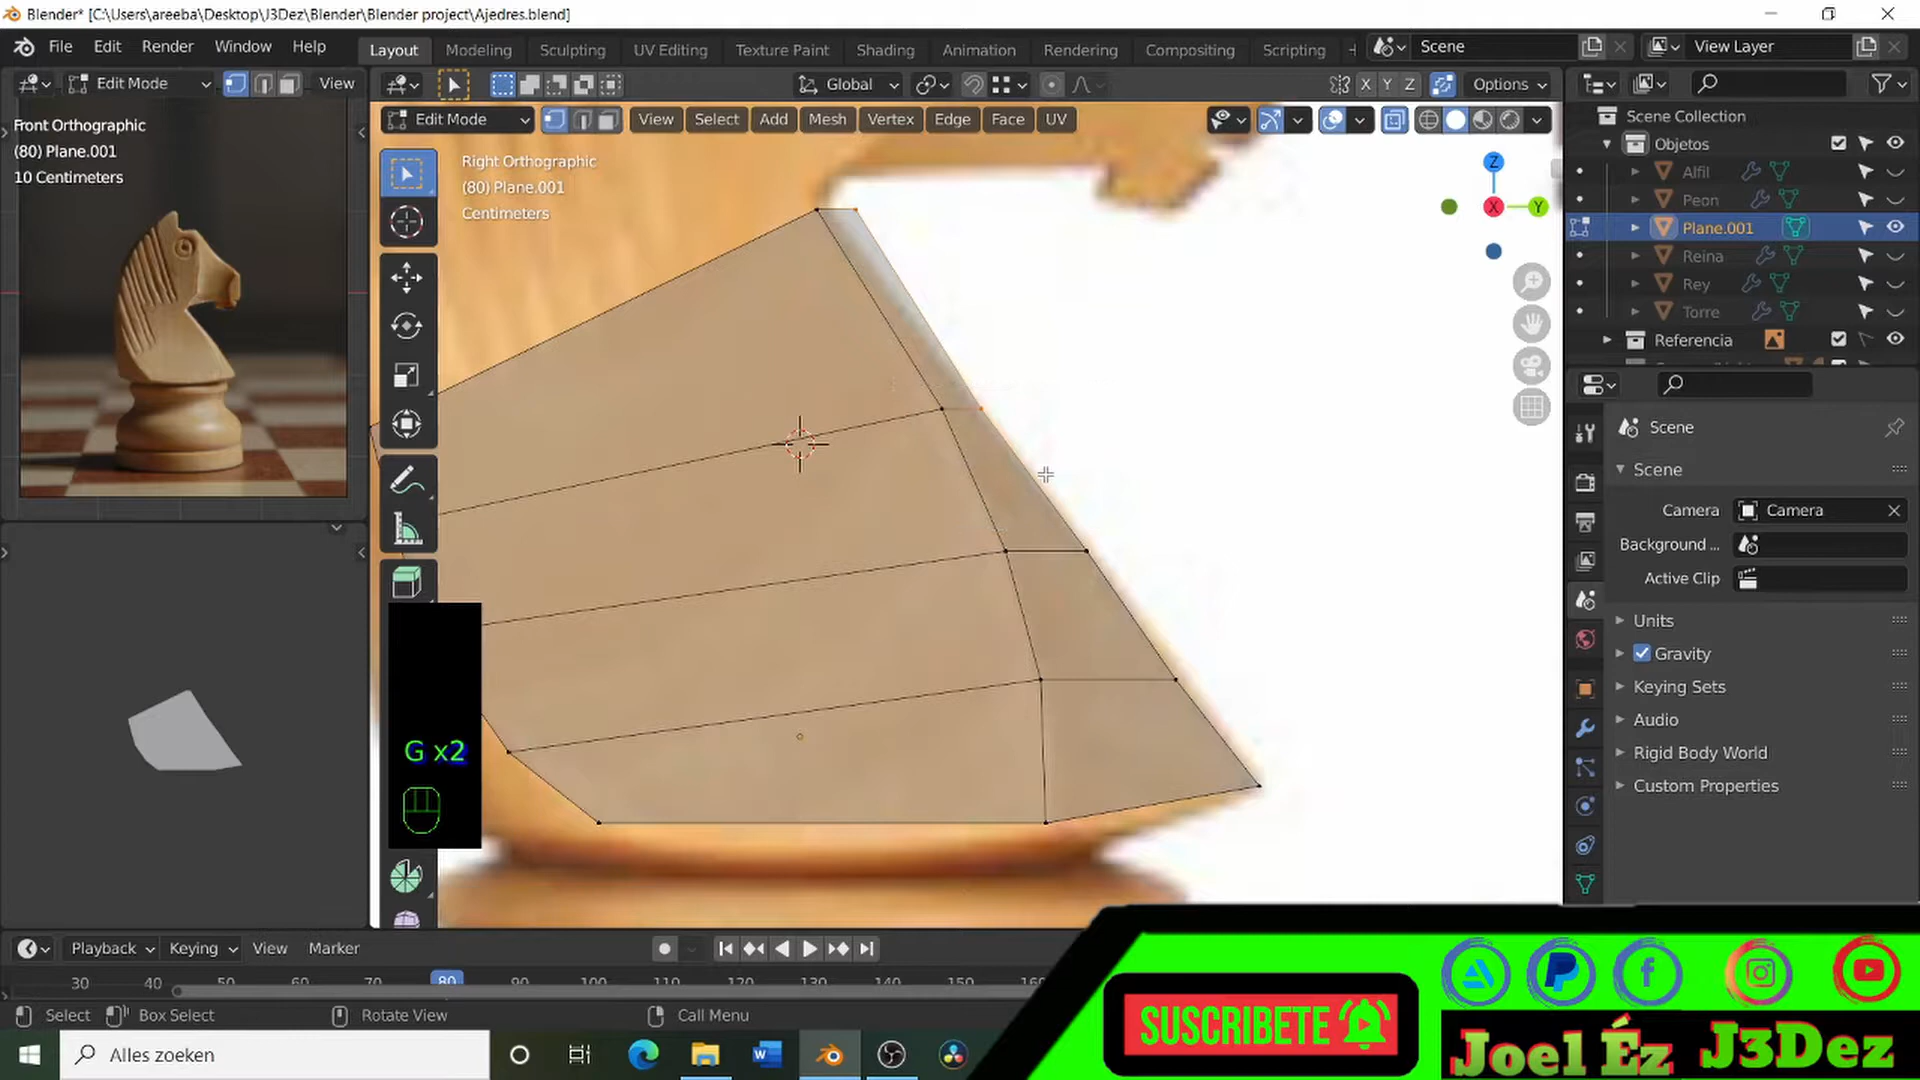 Blender* [C:\Users\areeba\Desktop\J3Dez\Blender\Blender project\Ajedres.blend]
File Edit Render Window Help Layout Modeling Sculpting UV Editing Texture Paint Shading Animation Rendering Compositing Scripting Scene View Layer
Edit Mode View Global X Y Z Options
Edit Mode View Select Add Mesh Vertex Edge Face UV
Front Orthographic
(80) Plane.001
10 Centimeters
Right Orthographic
(80) Plane.001
Centimeters
Z
X
Y
G x2
Scene Collection
Objetos
Alfil
Peon
Plane.001
Reina
Rey
Torre
Referencia
Scene
Scene
Camera Camera
Background ...
Active Clip
Units
Gravity
Keying Sets
Audio
Rigid Body World
Custom Properties
Playback Keying View Marker
30 40 50 60 70 80 90 100 110 120 130 140 150 160
Select Box Select Rotate View Call Menu
Alles zoeken
SUSCRIBETE
Joel Éz
J3Dez